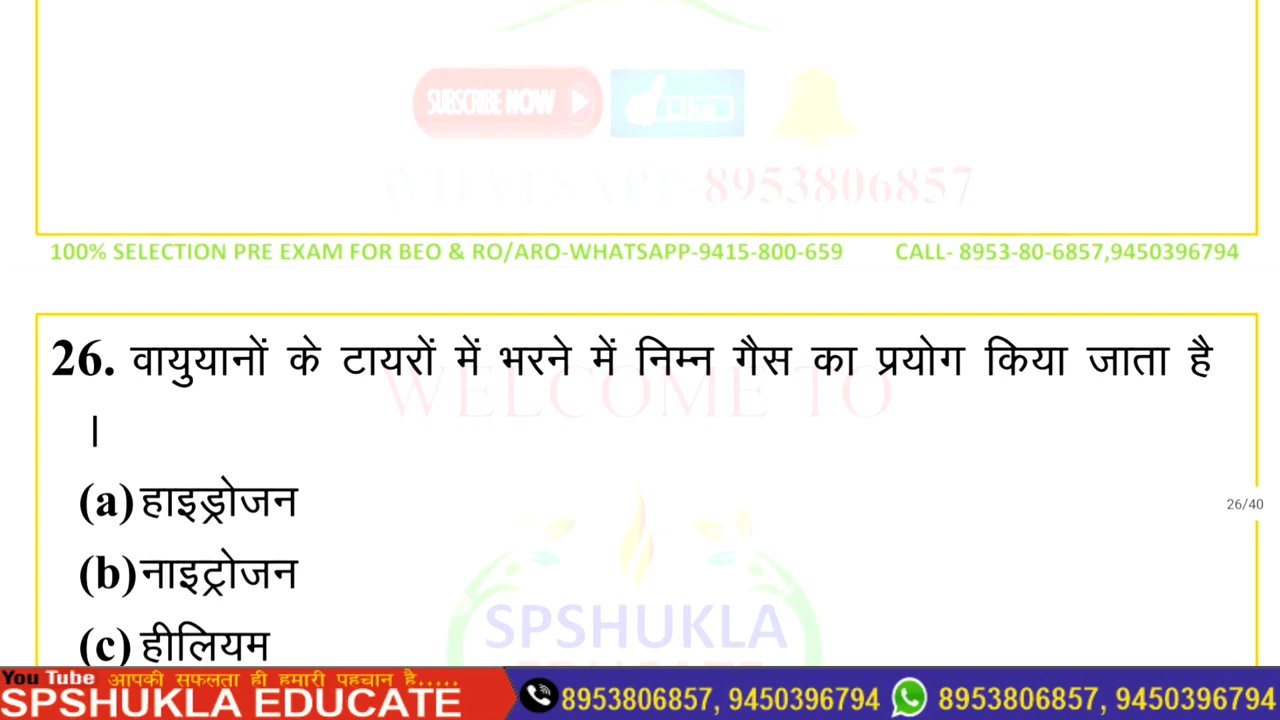 SUBSCRIBE NOW
Like
WHATSAPP-8953806857
100% SELECTION PRE EXAM FOR BEO & RO/ARO-WHATSAPP-9415-800-659 CALL- 8953-80-6857,9450396794
26. वायुयानों के टायरों में भरने में निम्न गैस का प्रयोग किया जाता है
।
WELCOME TO
(a) हाइड्रोजन
26/40
(b) नाइट्रोजन
SPSHUKLA
(c) हीलियम
EDUCATE
You Tube आपकी सफलता ही हमारी पहचान है.....
SPSHUKLA EDUCATE 8953806857, 9450396794 8953806857, 9450396794